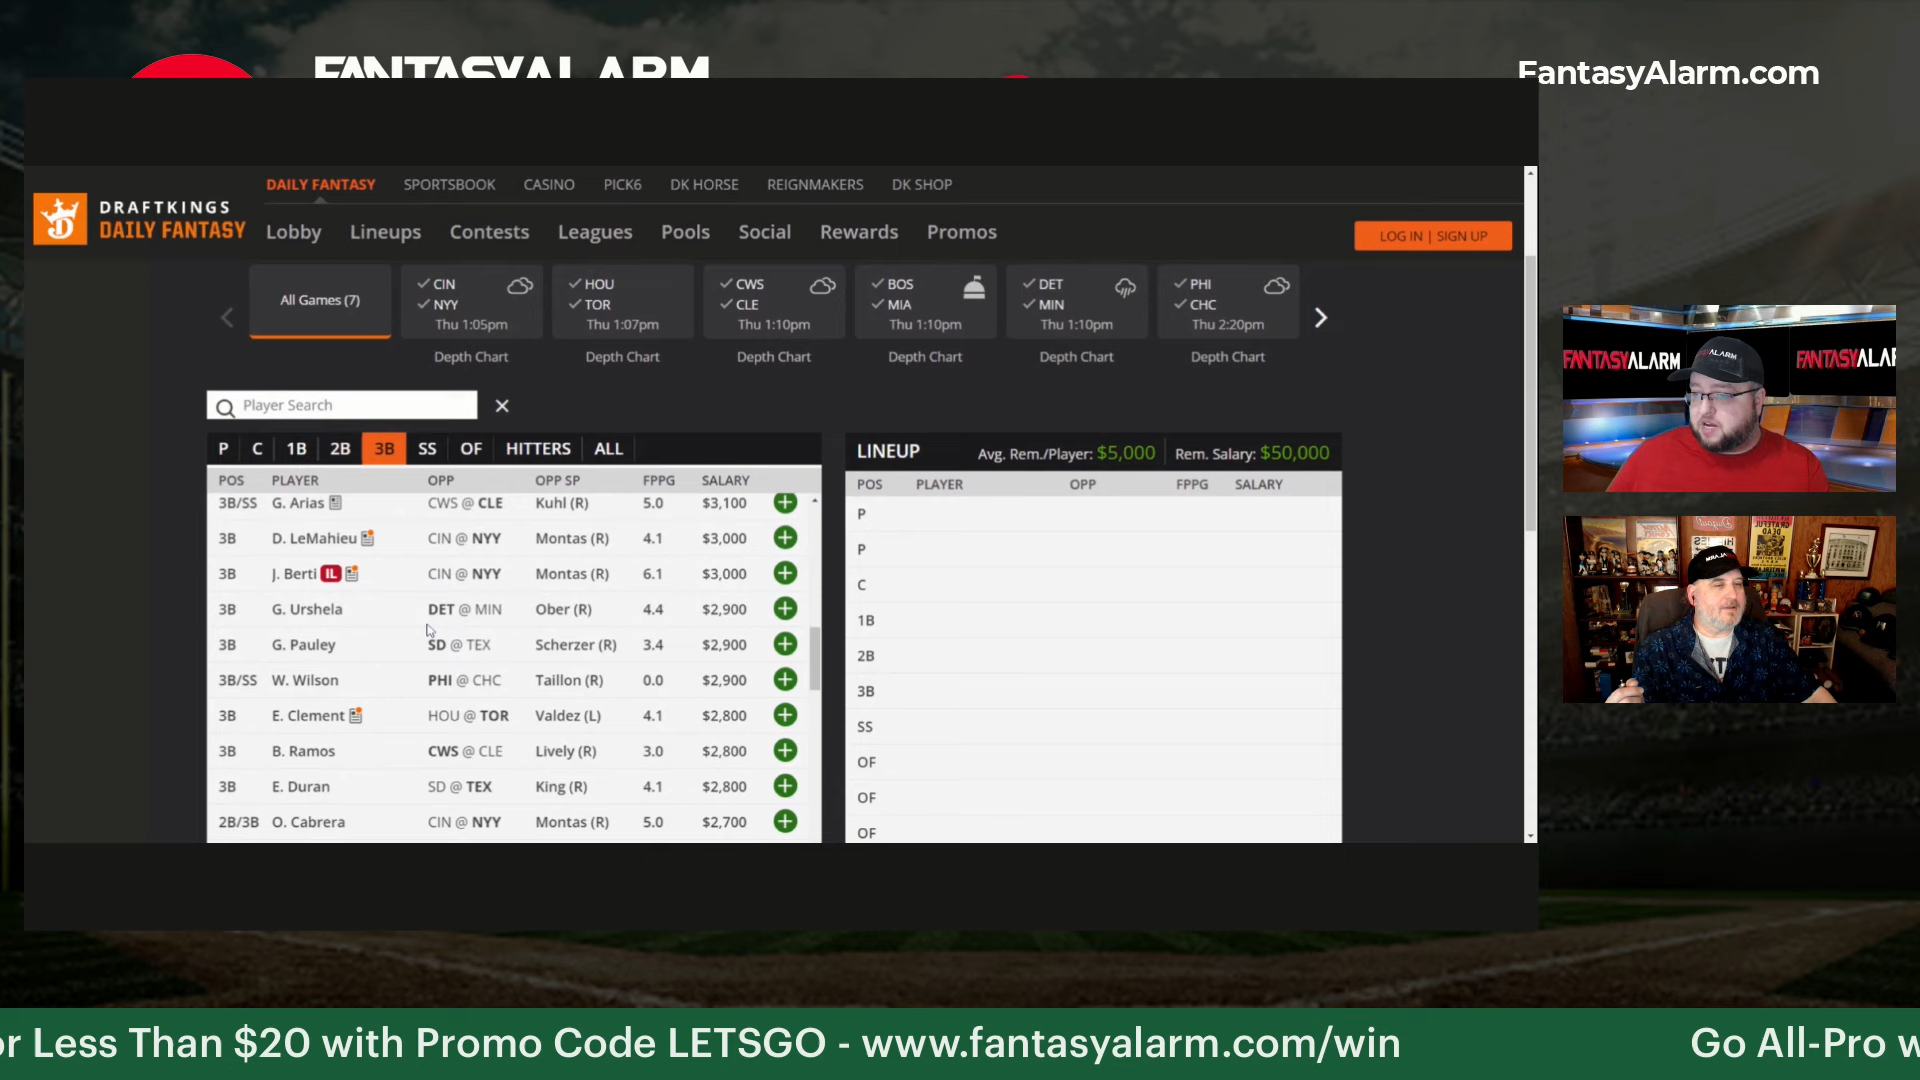 FANTASYALARM
FantasyAlarm.com
DRAFTKINGS
DAILY FANTASY
DAILY FANTASY SPORTSBOOK CASINO PICK6 DK HORSE REIGNMAKERS DK SHOP
Lobby Lineups Contests Leagues Pools Social Rewards Promos
LOG IN | SIGN UP
All Games (7)
CIN
NYY
Thu 1:05pm
Depth Chart
HOU
TOR
Thu 1:07pm
Depth Chart
CWS
CLE
Thu 1:10pm
Depth Chart
BOS
MIA
Thu 1:10pm
Depth Chart
DET
MIN
Thu 1:10pm
Depth Chart
PHI
CHC
Thu 2:20pm
Depth Chart
Player Search
P C 1B 2B 3B SS OF HITTERS ALL
POS PLAYER OPP OPP SP FPPG SALARY
3B/SS G. Arias CWS @ CLE Kuhl (R) 5.0 $3,100
3B D. LeMahieu CIN @ NYY Montas (R) 4.1 $3,000
3B J. Berti IL CIN @ NYY Montas (R) 6.1 $3,000
3B G. Urshela DET @ MIN Ober (R) 4.4 $2,900
3B G. Pauley SD @ TEX Scherzer (R) 3.4 $2,900
3B/SS W. Wilson PHI @ CHC Taillon (R) 0.0 $2,900
3B E. Clement HOU @ TOR Valdez (L) 4.1 $2,800
3B B. Ramos CWS @ CLE Lively (R) 3.0 $2,800
3B E. Duran SD @ TEX King (R) 4.1 $2,800
2B/3B O. Cabrera CIN @ NYY Montas (R) 5.0 $2,700
LINEUP Avg. Rem./Player: $5,000 Rem. Salary: $50,000
POS PLAYER OPP FPPG SALARY
P
P
C
1B
2B
3B
SS
OF
OF
OF
FANTASYALARM
FANTASYALAR
or Less Than $20 with Promo Code LETSGO - www.fantasyalarm.com/win
Go All-Pro w